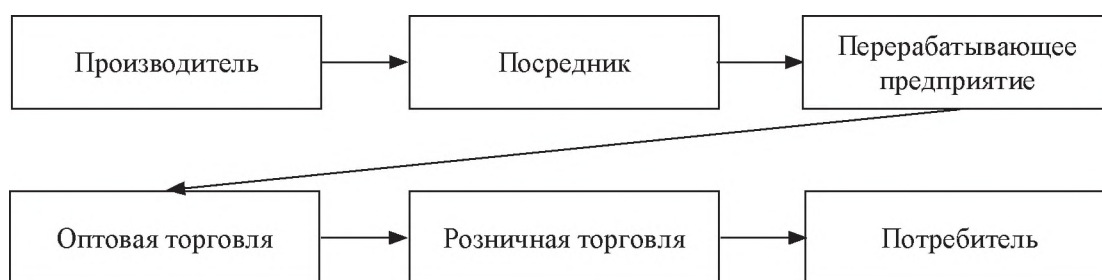 Производитель
Посредник
Перерабатывающее
предприятие
Оптовая торговля
Розничная торговля
Потребитель